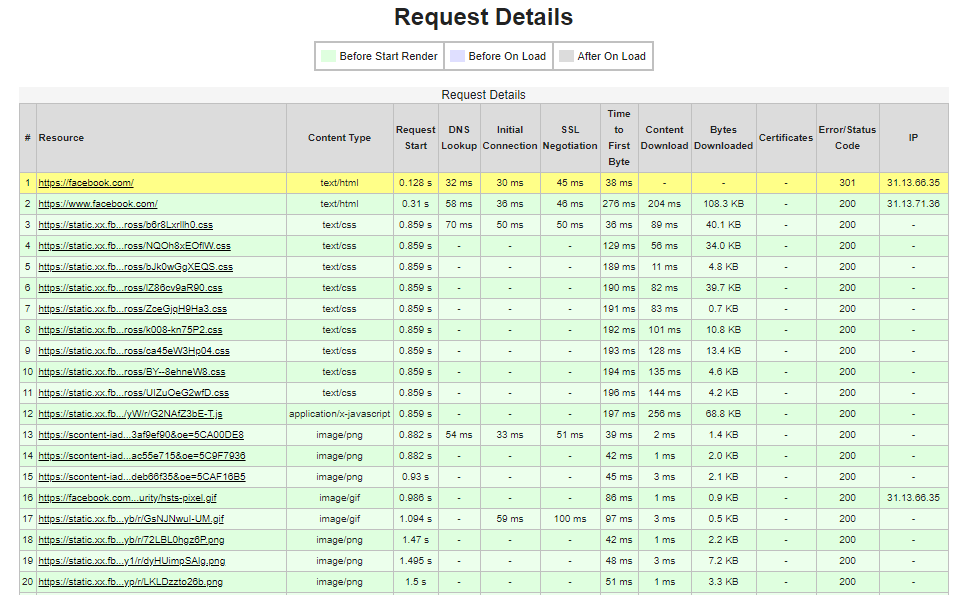 Request Details
Before Start Render Before On Load After On Load
Request Details
# Resource Content Type Request Start DNS Lookup Initial Connection SSL Negotiation Time to First Byte Content Download Bytes Downloaded Certificates Error/Status Code IP
1 https://facebook.com/ text/html 0.128 s 32 ms 30 ms 45 ms 38 ms - - - 301 31.13.66.35
2 https://www.facebook.com/ text/html 0.31 s 58 ms 36 ms 46 ms 276 ms 204 ms 108.3 KB - 200 31.13.71.36
3 https://static.xx.fb...ross/b6r8Lxrllh0.css text/css 0.859 s 70 ms 50 ms 50 ms 36 ms 89 ms 40.1 KB - 200 -
4 https://static.xx.fb...ross/NQOh8xEOflW.css text/css 0.859 s - - - 129 ms 56 ms 34.0 KB - 200 -
5 https://static.xx.fb...ross/bJk0wGgXEQS.css text/css 0.859 s - - - 189 ms 11 ms 4.8 KB - 200 -
6 https://static.xx.fb...ross/lZ86cv9aR90.css text/css 0.859 s - - - 190 ms 82 ms 39.7 KB - 200 -
7 https://static.xx.fb...ross/ZceGjqH9Ha3.css text/css 0.859 s - - - 191 ms 83 ms 0.7 KB - 200 -
8 https://static.xx.fb...ross/k008-kn75P2.css text/css 0.859 s - - - 192 ms 101 ms 10.8 KB - 200 -
9 https://static.xx.fb...ross/ca45eW3Hp04.css text/css 0.859 s - - - 193 ms 128 ms 13.4 KB - 200 -
10 https://static.xx.fb...ross/BY--8ehneW8.css text/css 0.859 s - - - 194 ms 135 ms 4.6 KB - 200 -
11 https://static.xx.fb...ross/UIZuOeG2wfD.css text/css 0.859 s - - - 196 ms 144 ms 4.2 KB - 200 -
12 https://static.xx.fb.../yW/r/G2NAfZ3bE-T.js application/x-javascript 0.859 s - - - 197 ms 256 ms 68.8 KB - 200 -
13 https://scontent-iad...3af9ef90&oe=5CA00DE8 image/png 0.882 s 54 ms 33 ms 51 ms 39 ms 2 ms 1.4 KB - 200 -
14 https://scontent-iad...ac55e715&oe=5C9F7936 image/png 0.882 s - - - 42 ms 1 ms 2.0 KB - 200 -
15 https://scontent-iad...deb66f35&oe=5CAF16B5 image/png 0.93 s - - - 45 ms 3 ms 2.1 KB - 200 -
16 https://facebook.com...urity/hsts-pixel.gif image/gif 0.986 s - - - 86 ms 1 ms 0.9 KB - 200 31.13.66.35
17 https://static.xx.fb...yb/r/GsNJNwuI-UM.gif image/gif 1.094 s - 59 ms 100 ms 97 ms 3 ms 0.5 KB - 200 -
18 https://static.xx.fb...yb/r/72LBL0hgz6P.png image/png 1.47 s - - - 42 ms 1 ms 2.2 KB - 200 -
19 https://static.xx.fb...y1/r/dyHUimpSAlg.png image/png 1.495 s - - - 48 ms 3 ms 7.2 KB - 200 -
20 https://static.xx.fb...yp/r/LKLDzzto26b.png image/png 1.5 s - - - 51 ms 1 ms 3.3 KB - 200 -